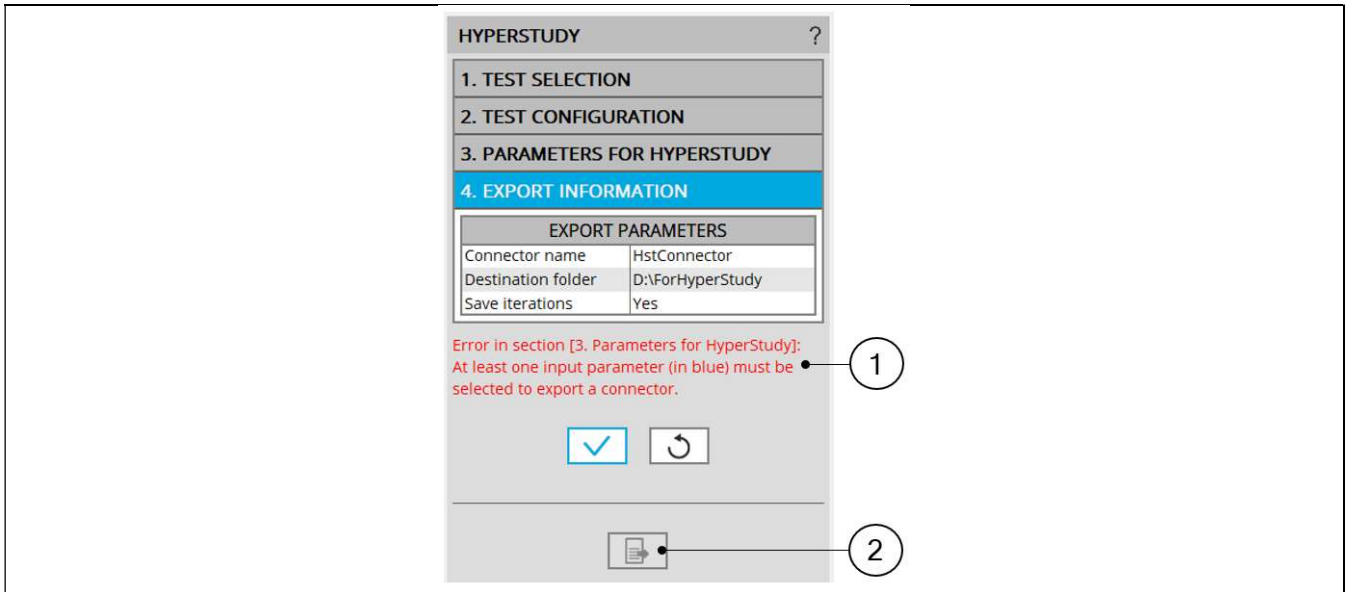 HYPERSTUDY ?
1. TEST SELECTION
2. TEST CONFIGURATION
3. PARAMETERS FOR HYPERSTUDY
4. EXPORT INFORMATION
EXPORT PARAMETERS
Connector name HstConnector
Destination folder D:\ForHyperStudy
Save iterations Yes
Error in section [3. Parameters for HyperStudy]:
At least one input parameter (in blue) must be
selected to export a connector.
1
2